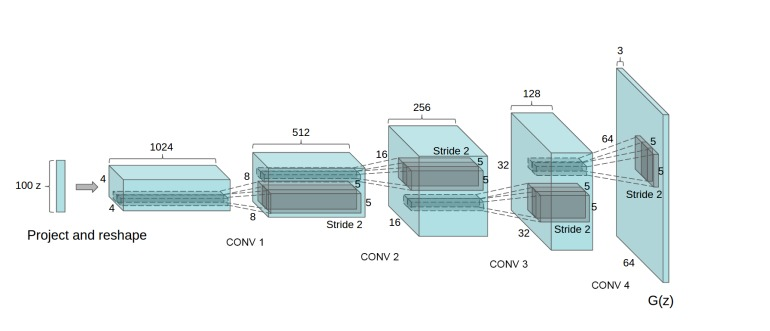 100 z
Project and reshape
1024
4
4
CONV 1
512
8
8
5
5
Stride 2
CONV 2
256
16
16
Stride 2
5
5
CONV 3
128
32
32
5
5
Stride 2
CONV 4
3
64
64
5
5
Stride 2
G(z)